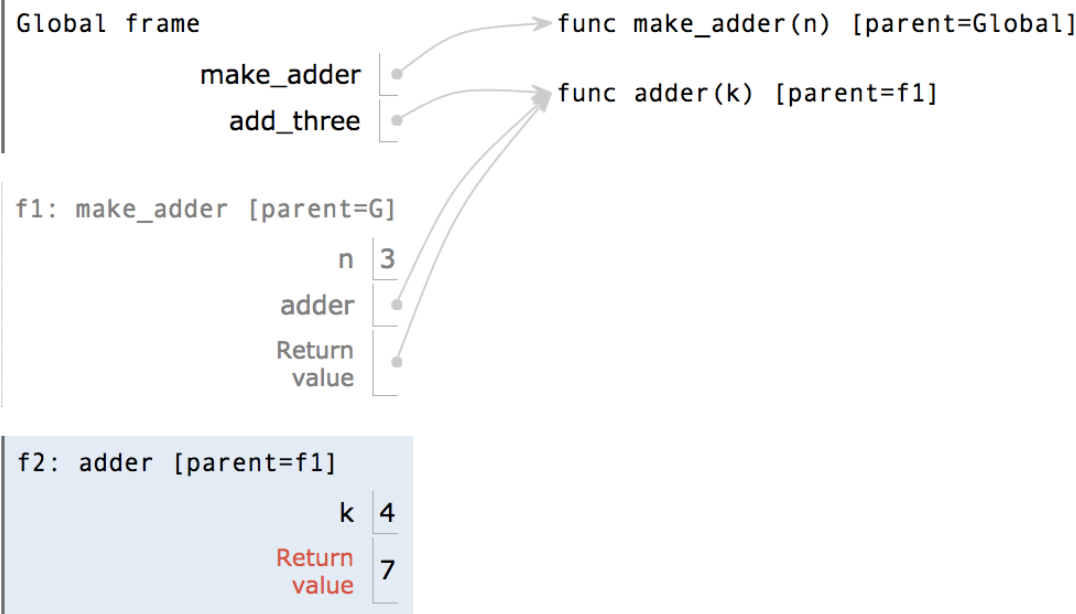 Global frame
func make_adder(n) [parent=Global]
make_adder
func adder(k) [parent=f1]
add_three
f1: make_adder [parent=G]
n 3
adder
Return
value
f2: adder [parent=f1]
k 4
Return
value 7